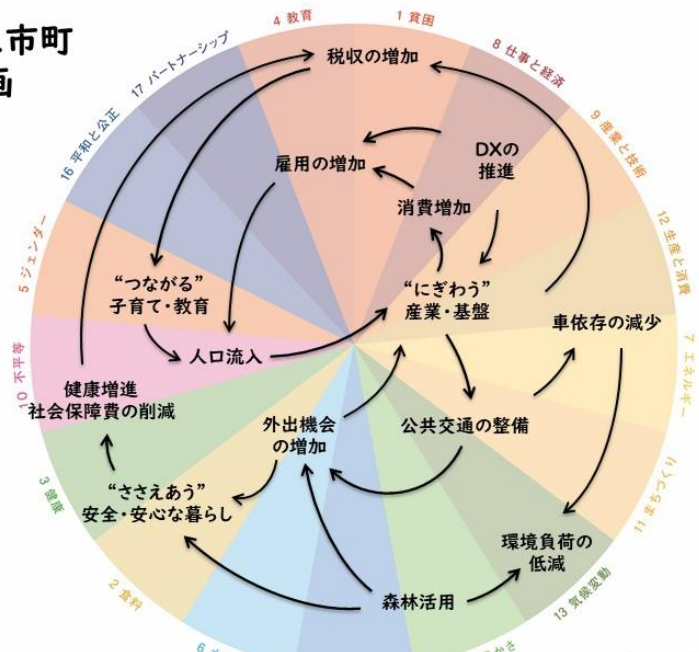 市町
画
4 教育
1 貧困
17 パートナーシップ
8 仕事と経済
税収の増加
16 平和と公正
9 産業と技術
雇用の増加
DXの
推進
消費増加
5 ジェンダー
12 生産と消費
“つながる”
子育て・教育
“にぎわう”
産業・基盤
車依存の減少
人口流入
7 エネルギー
10 不平等
健康増進
社会保障費の削減
外出機会
の増加
公共交通の整備
3 健康
“ささえあう”
安全・安心な暮らし
11 まちづくり
環境負荷の
低減
2 食料
森林活用
13 気候変動
6
かさ